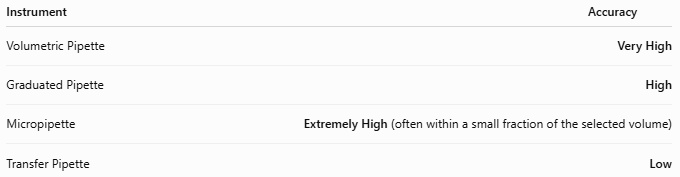 Instrument Accuracy
Volumetric Pipette Very High
Graduated Pipette High
Micropipette Extremely High (often within a small fraction of the selected volume)
Transfer Pipette Low